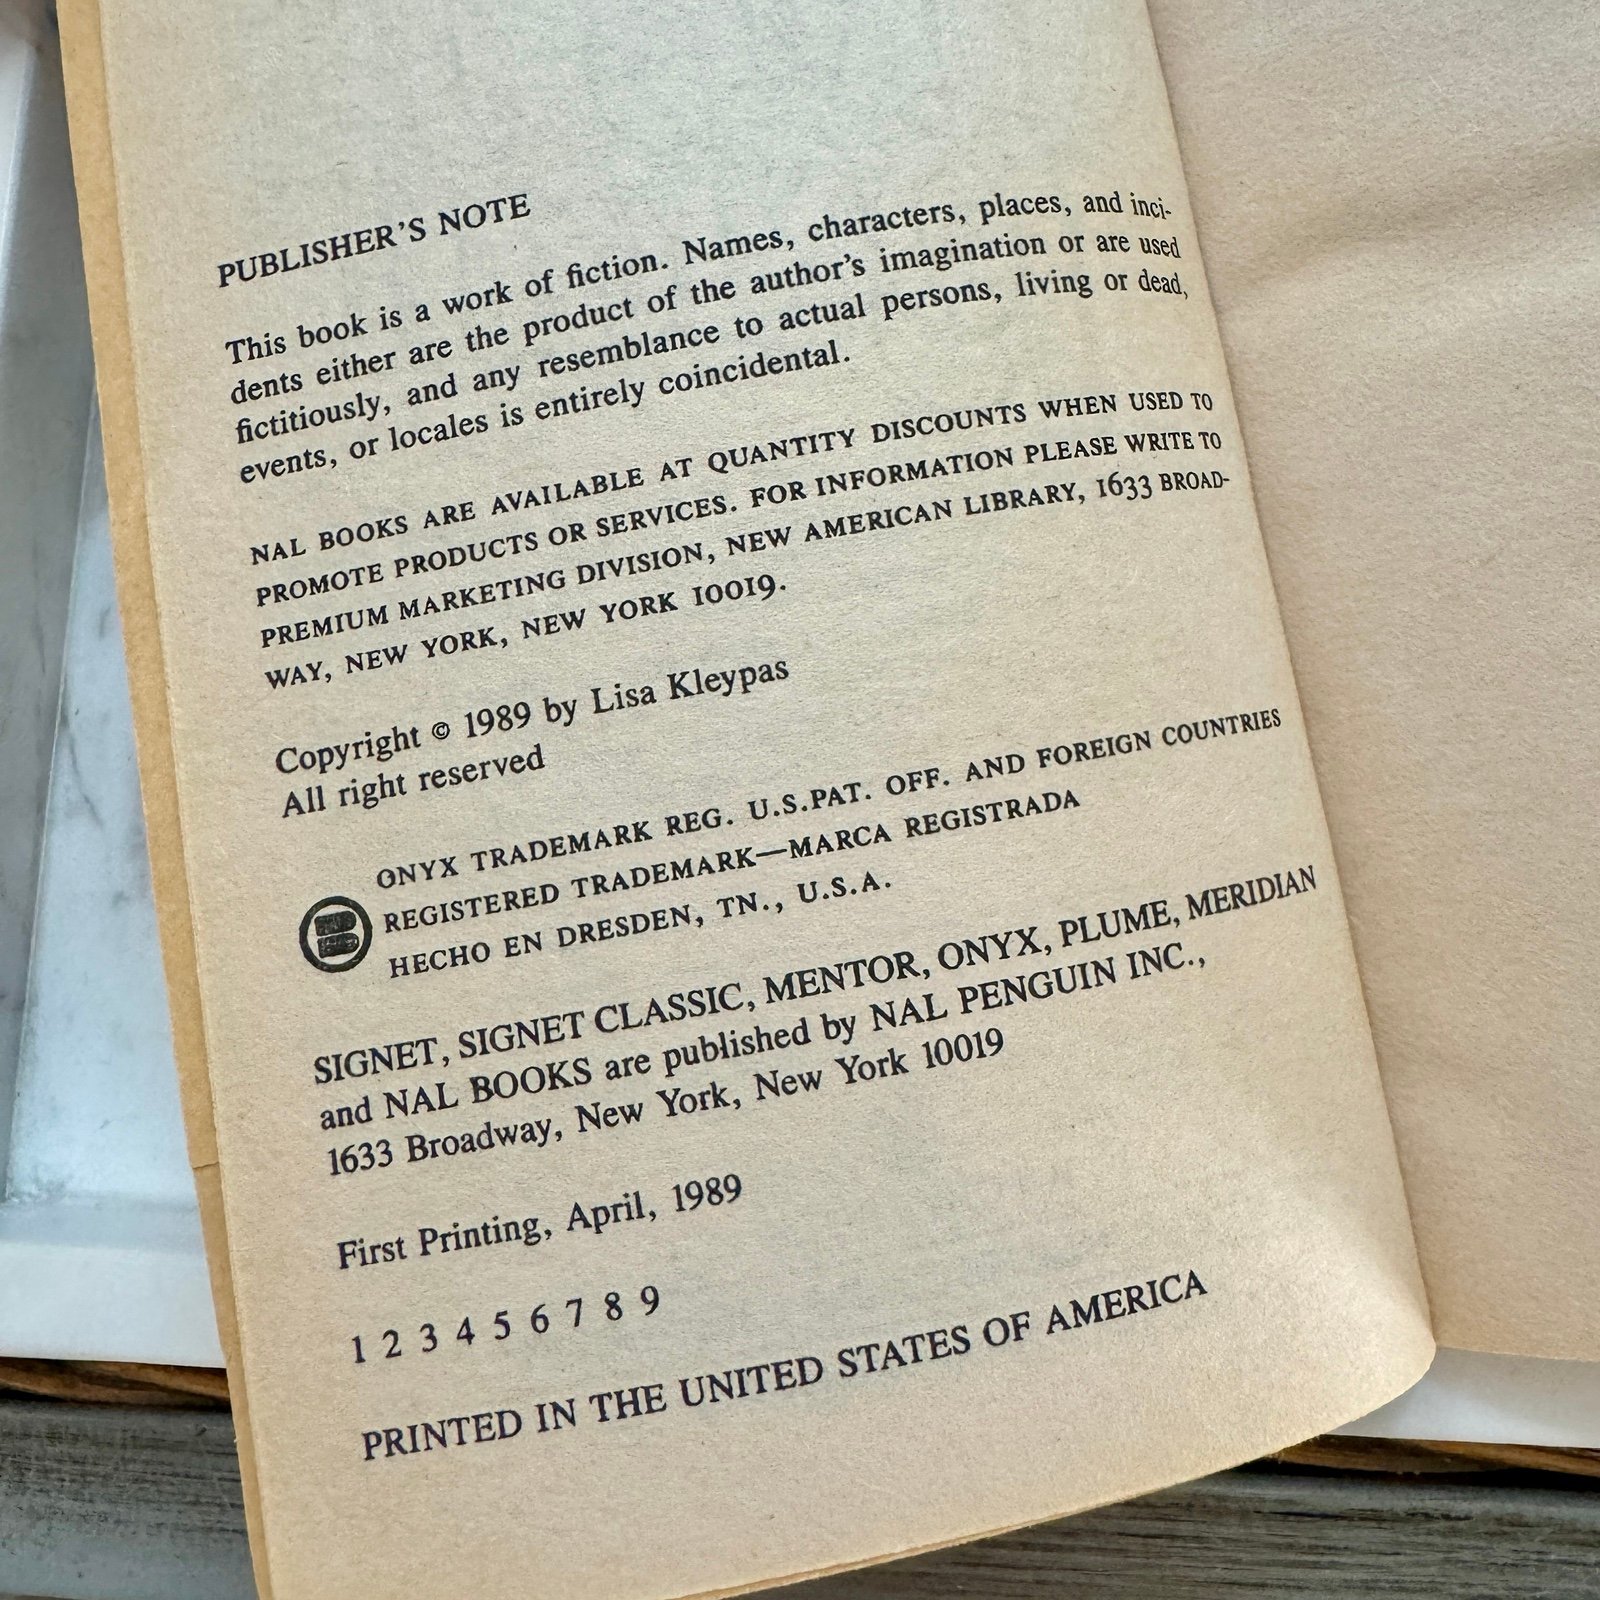 PUBLISHER'S NOTE
This book is a work of fiction. Names, characters, places, and inci-
dents either are the product of the author's imagination or are used
fictitiously, and any resemblance to actual persons, living or dead,
events, or locales is entirely coincidental.
NAL BOOKS ARE AVAILABLE AT QUANTITY DISCOUNTS WHEN USED TO
PROMOTE PRODUCTS OR SERVICES. FOR INFORMATION PLEASE WRITE TO
PREMIUM MARKETING DIVISION, NEW AMERICAN LIBRARY, 1633 BROAD-
WAY, NEW YORK, NEW YORK 10019.
Copyright © 1989 by Lisa Kleypas
All right reserved
ONYX TRADEMARK REG. U.S.PAT. OFF. AND FOREIGN COUNTRIES
REGISTERED TRADEMARK—MARCA REGISTRADA
HECHO EN DRESDEN, TN., U.S.A.
SIGNET, SIGNET CLASSIC, MENTOR, ONYX, PLUME, MERIDIAN
and NAL BOOKS are published by NAL PENGUIN INC.,
1633 Broadway, New York, New York 10019
First Printing, April, 1989
1 2 3 4 5 6 7 8 9
PRINTED IN THE UNITED STATES OF AMERICA